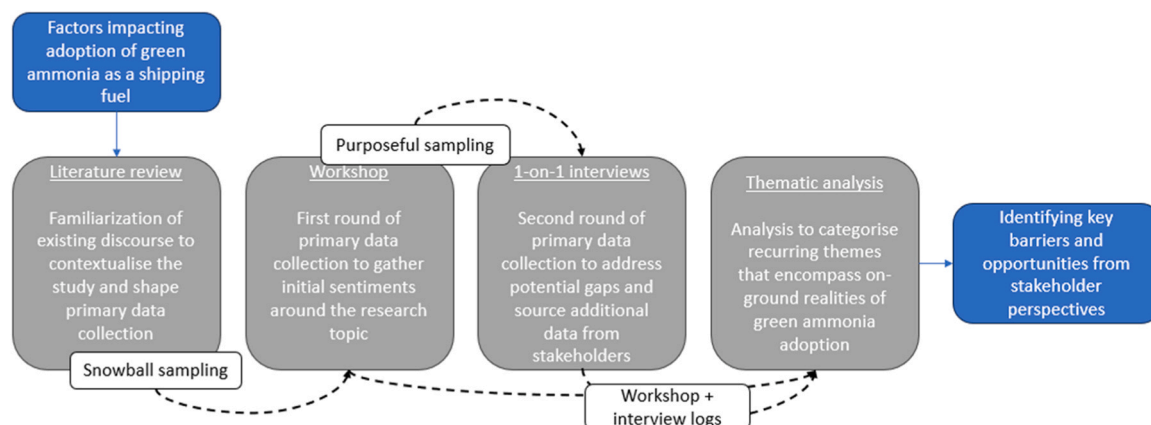 Factors impacting
adoption of green
ammonia as a shipping
fuel
Literature review
Familiarization of
existing discourse to
contextualise the
study and shape
primary data
collection
Snowball sampling
Workshop
First round of
primary data
collection to gather
initial sentiments
around the research
topic
Purposeful sampling
1-on-1 interviews
Second round of
primary data
collection to address
potential gaps and
source additional
data from
stakeholders
Workshop +
interview logs
Thematic analysis
Analysis to categorise
recurring themes
that encompass on-
ground realities of
green ammonia
adoption
Identifying key
barriers and
opportunities from
stakeholder
perspectives